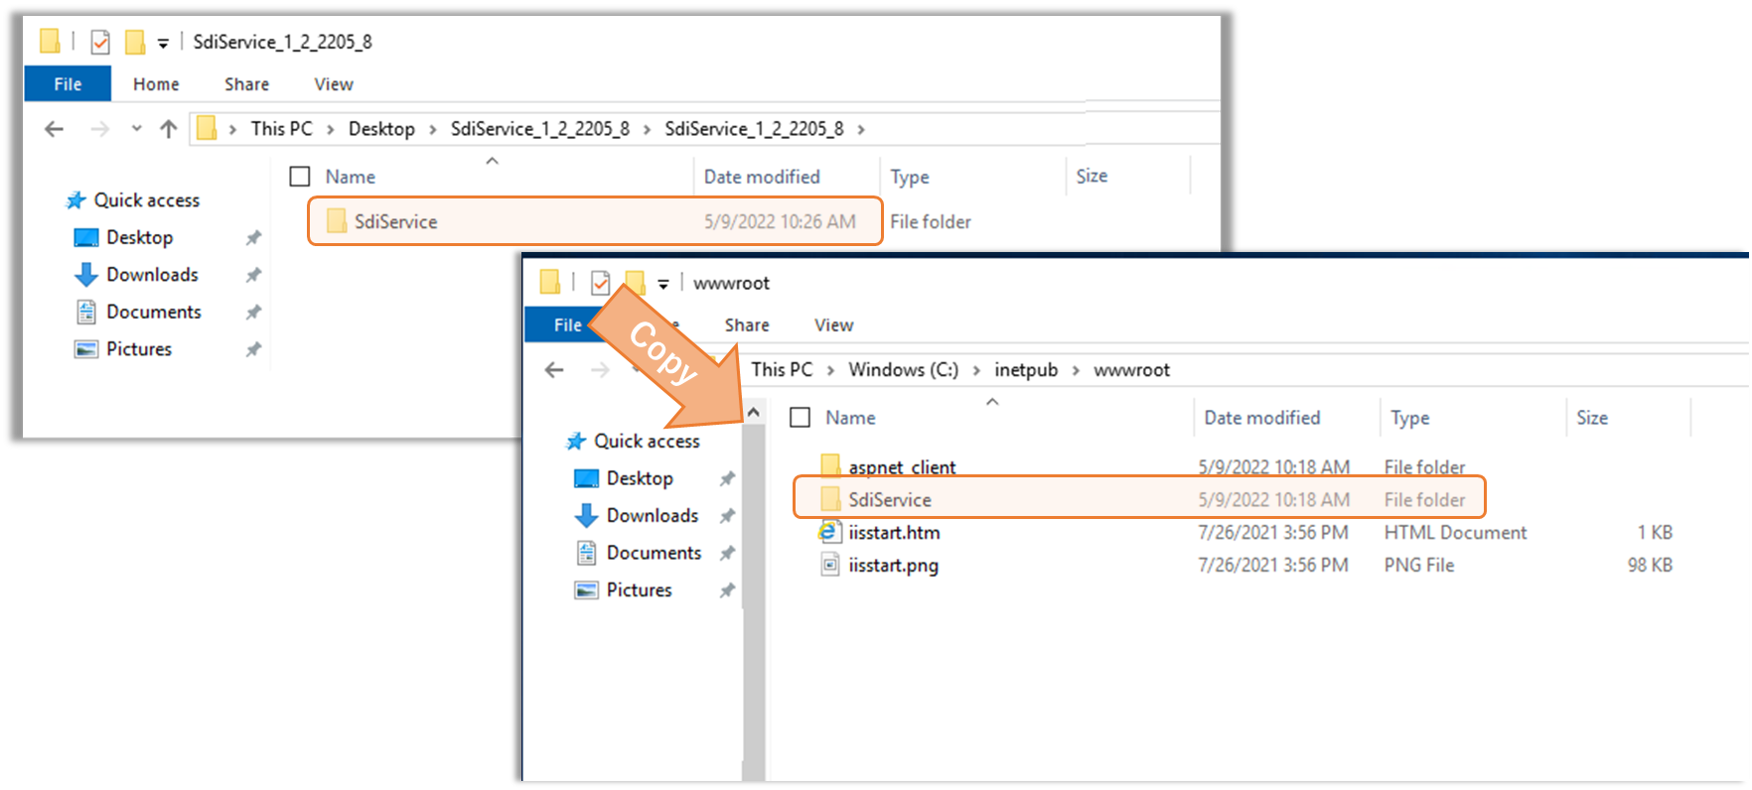 SdiService_1_2_2205_8
File Home Share View
This PC > Desktop > SdiService_1_2_2205_8 > SdiService_1_2_2205_8 >
Name Date modified Type Size
Quick access
SdiService 5/9/2022 10:26 AM File folder
Desktop
Downloads
Documents
Pictures
wwwroot
File Share View
Copy
This PC > Windows (C:) > inetpub > wwwroot
Name Date modified Type Size
Quick access
aspnet_client 5/9/2022 10:18 AM File folder
Desktop
SdiService 5/9/2022 10:18 AM File folder
Downloads
iisstart.htm 7/26/2021 3:56 PM HTML Document 1 KB
Documents
iisstart.png 7/26/2021 3:56 PM PNG File 98 KB
Pictures